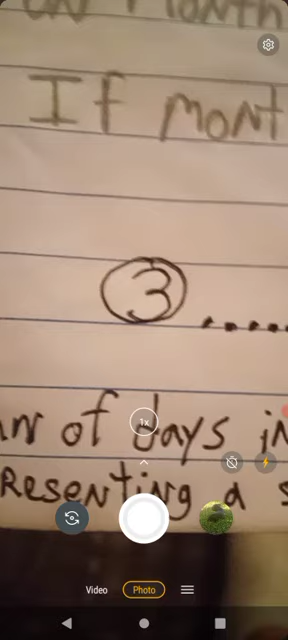 If mont
3 .....
of days in
Resenting a s
1x
Video Photo